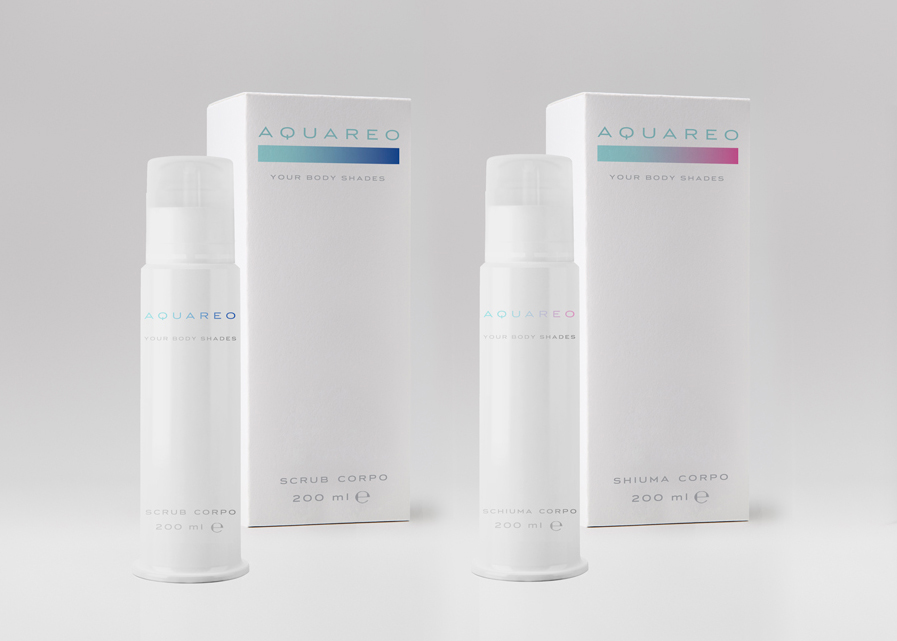 AQUAREO
YOUR BODY SHADES
SCRUB CORPO
200 ml ℮
AQUAREO
YOUR BODY SHADES
SCRUB CORPO
200 ml ℮
AQUAREO
YOUR BODY SHADES
SHIUMA CORPO
200 ml ℮
AQUAREO
YOUR BODY SHADES
SCHIUMA CORPO
200 ml ℮